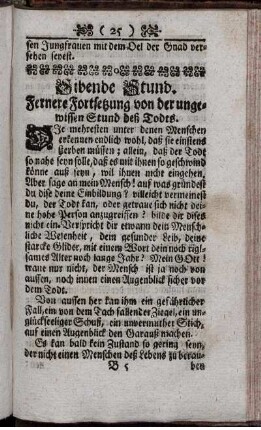 ( 25 )
sen Jungfrauen mit dem Oel der Gnad ver-
sehen seyest.
Sibende Stund.
Fernere Fortsetzung von der unge-
wissen Stund deß Todts.
Die mehresten unter denen Menschen
erkennen endlich wohl, daß sie einstens
sterben müssen; allein, daß der Todt
so nahe seyn solle, daß es mit ihnen so geschwind
könne auß seyn, wil ihnen nicht eingehen.
Aber sage an mein Mensch! auf was gründest
du dise deine Einbildung? villeicht vermeinest
du, der Todt kan, oder getraue sich nicht dei-
ne hohe Person anzugreiffen? bilde dir dises
nicht ein. Verspricht dir etwann dein Mensch-
liche Wesenheit, dein gesunder Leib, deine
starcke Glider, mit einem Wort dein noch tögl-
sames Alter noch lange Jahr? Mein Gott!
traue nur nicht, der Mensch ist ja noch von
aussen, noch innen einen Augenblick sicher vor
dem Todt.
Von aussen her kan ihm ein gefährlicher
Fall, ein von dem Tach fallender Ziegel, ein un-
glückseeliger Schuß, ein unvermuther Stich,
auf einen Augenblick den Garauß machen.
Es kan bald kein Zustand so gering seyn,
der nicht einen Menschen deß Lebens zu berau-
B 5 ben